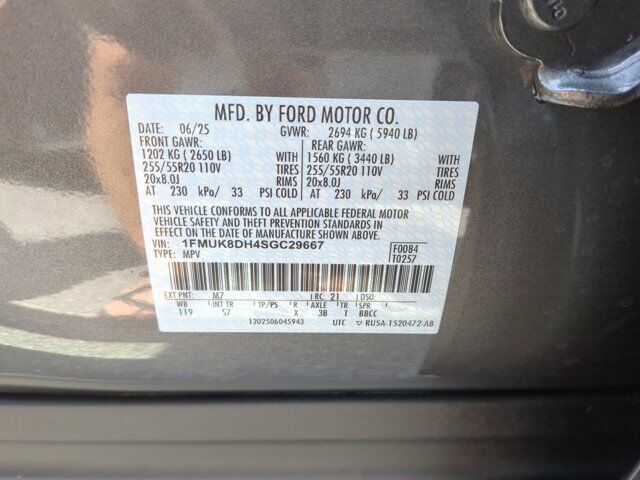 MFD. BY FORD MOTOR CO.
DATE: 06/25 GVWR: 2694 KG ( 5940 LB)
FRONT GAWR: REAR GAWR:
1202 KG ( 2650 LB) WITH 1560 KG ( 3440 LB) WITH
255/55R20 110V TIRES 255/55R20 110V TIRES
20x8.0J RIMS 20x8.0J RIMS
AT 230 kPa/ 33 PSI COLD AT 230 kPa/ 33 PSI COLD
THIS VEHICLE CONFORMS TO ALL APPLICABLE FEDERAL MOTOR
VEHICLE SAFETY AND THEFT PREVENTION STANDARDS IN
EFFECT ON THE DATE OF MANUFACTURE SHOWN ABOVE.
VIN: 1FMUK8DH4SGC29667 F0084
TYPE: MPV T0257
EXT PNT: M7 RC: 21 DSO:
WB INT TR TP/PS R AXLE TR SPR
119 S7 X 3B T BBCC
1202506045943 UTC RU5A-1520472-AB